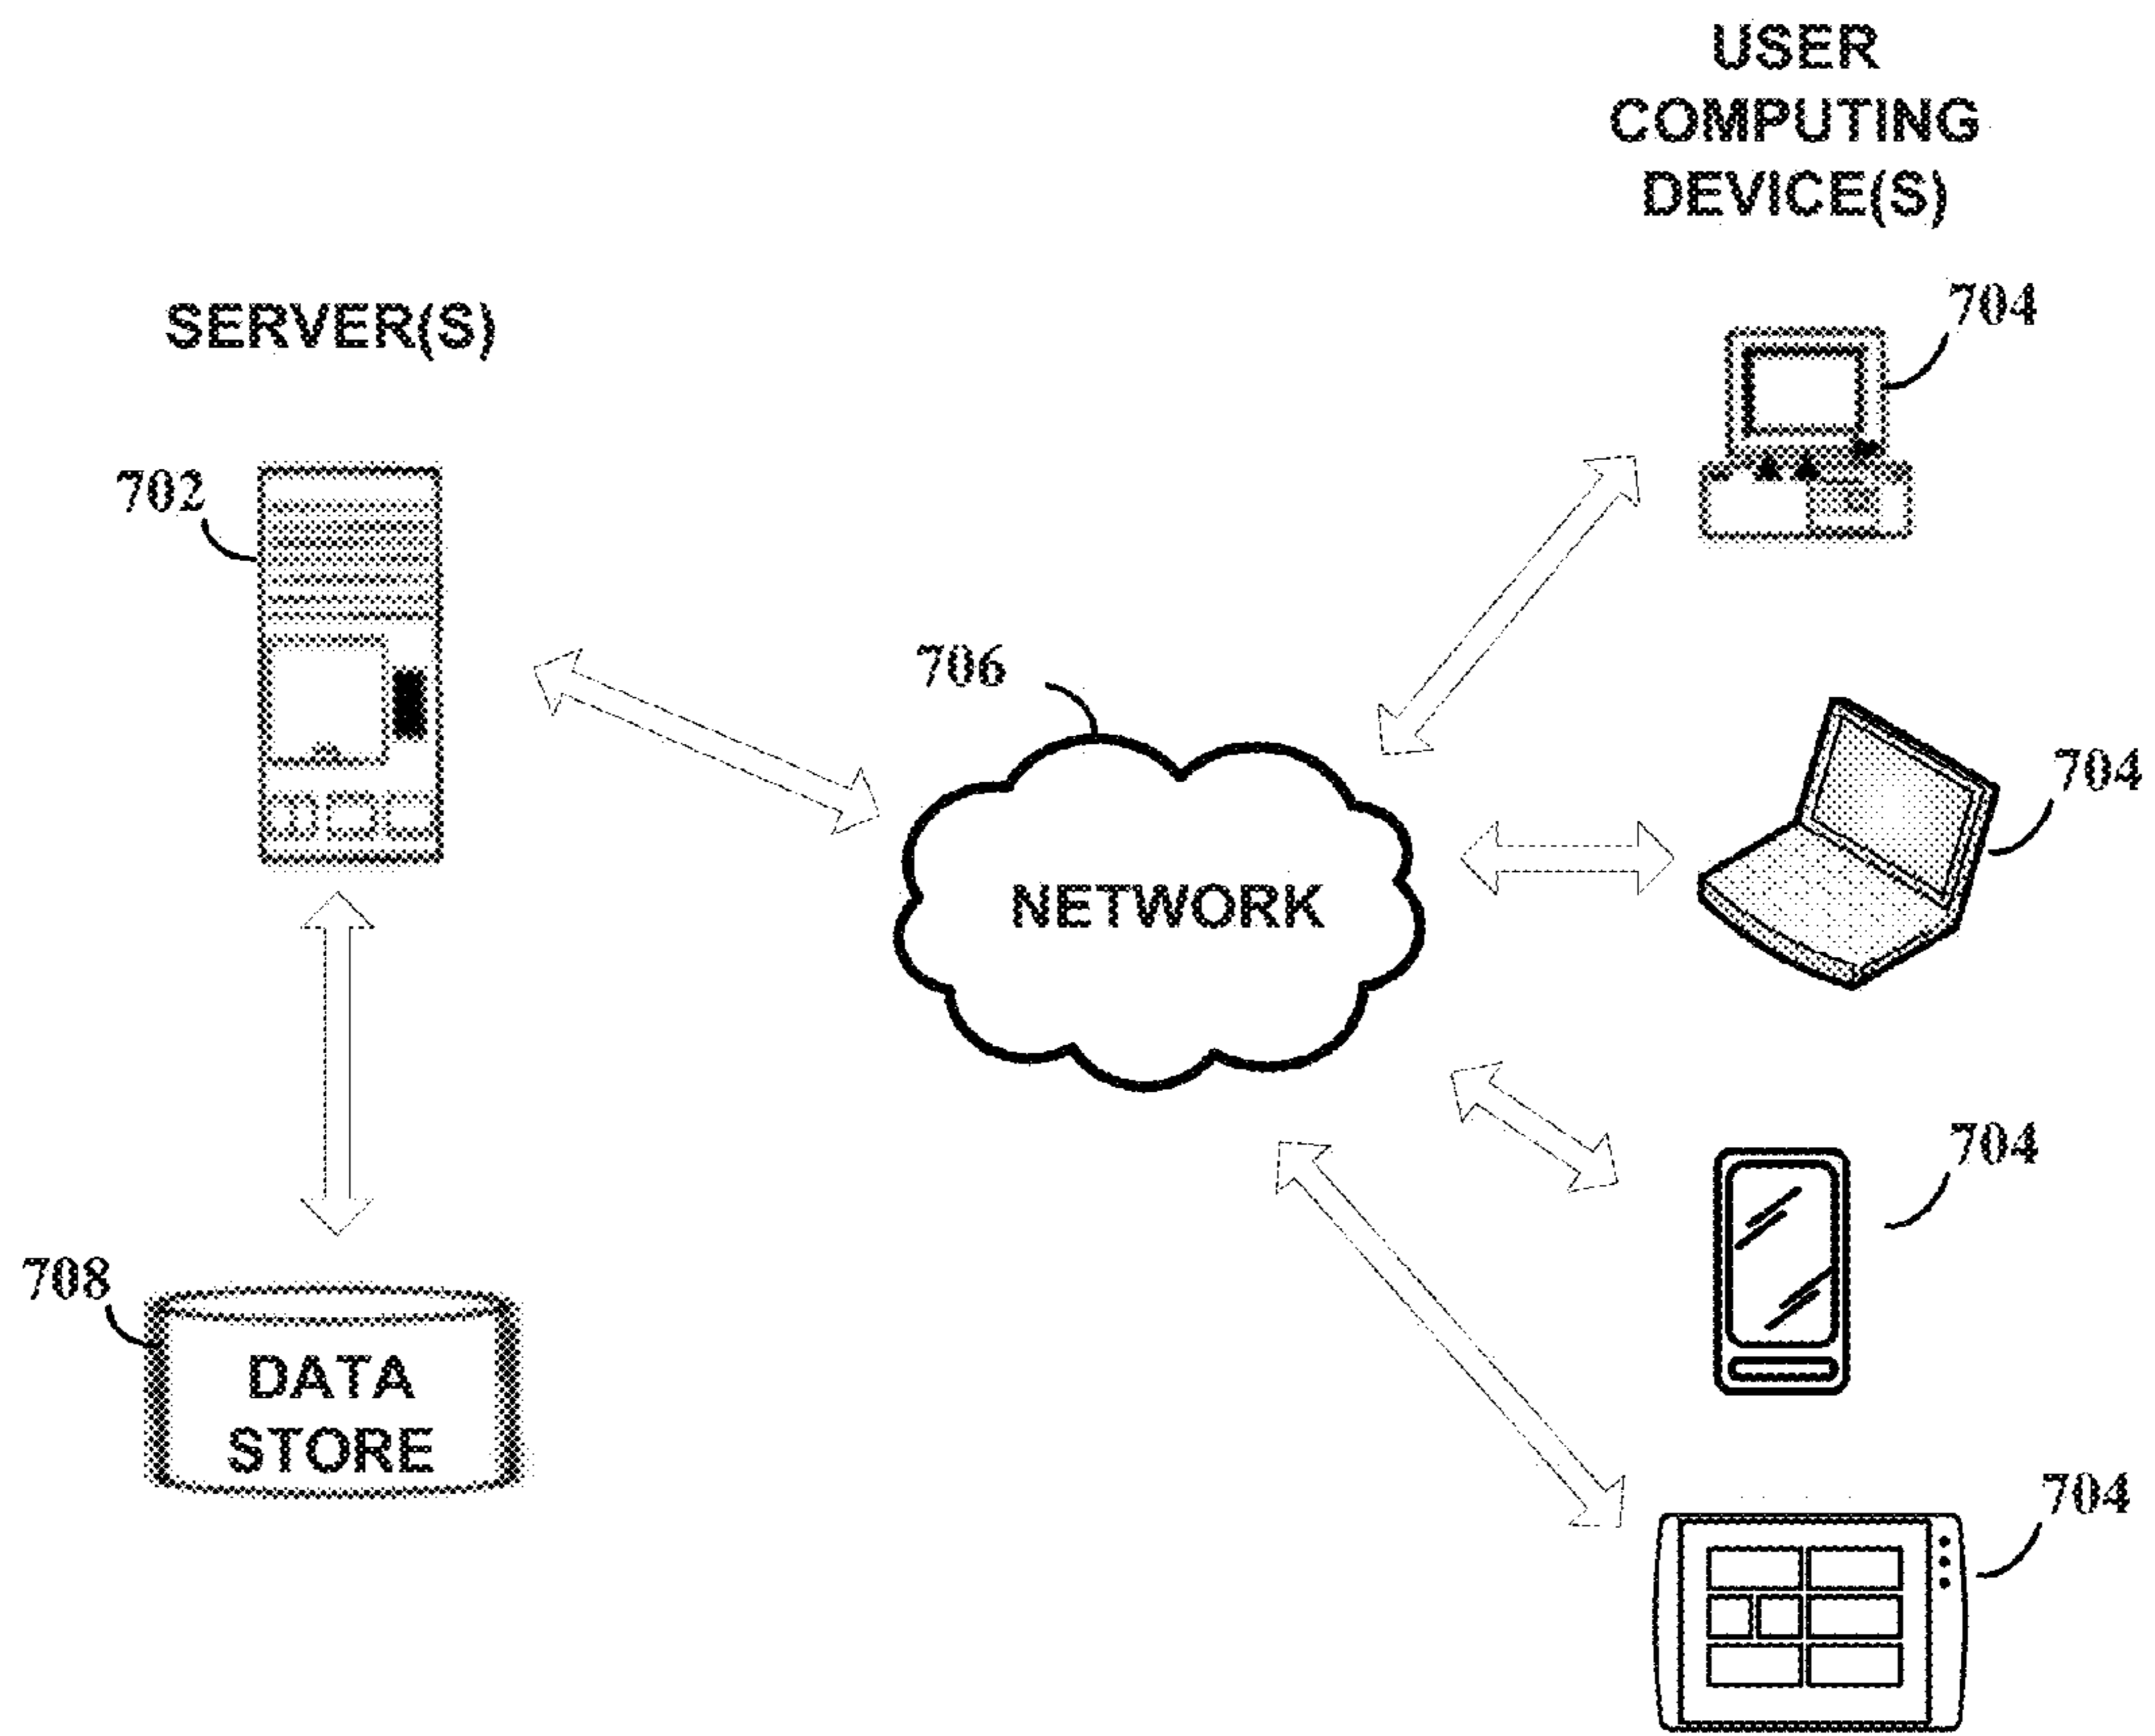 USER
COMPUTING
DEVICE(S)
SERVER(S)
704
702
706
704
NETWORK
704
708
DATA
STORE
704